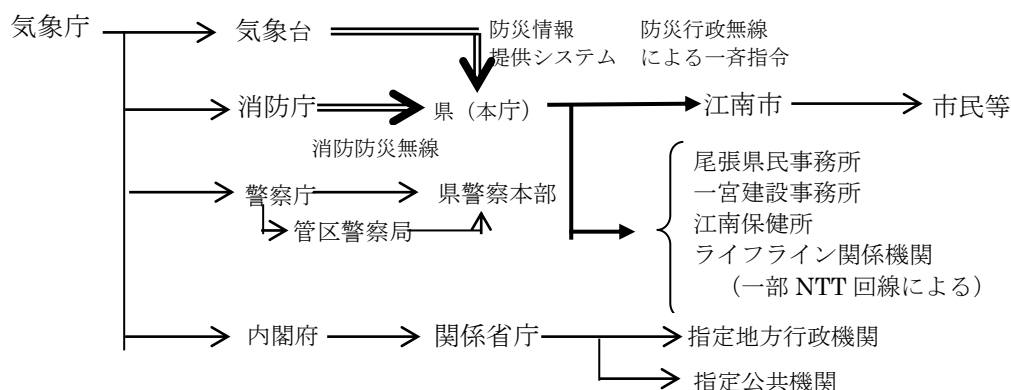 気象庁
気象台
防災情報
提供システム
防災行政無線
による一斉指令
消防庁
県（本庁）
江南市
市民等
消防防災無線
警察庁
県警察本部
管区警察局
尾張県民事務所
一宮建設事務所
江南保健所
ライフライン関係機関
（一部 NTT 回線による）
内閣府
関係省庁
指定地方行政機関
指定公共機関